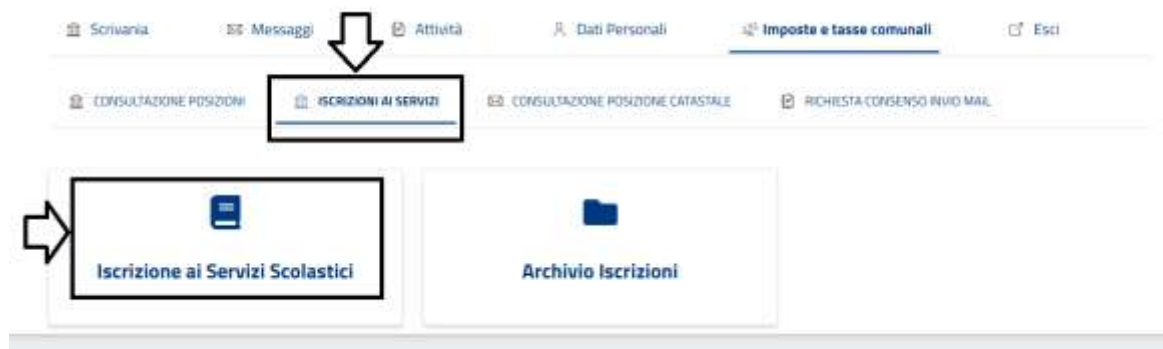 Scrivania Messaggi Attività Dati Personali Imposte e tasse comunali Esci
CONSULTAZIONE POSIZIONI ISCRIZIONI AI SERVIZI CONSULTAZIONE POSIZIONE CATASTALE RICHIESTA CONSENSO INVIO MAIL
Iscrizione ai Servizi Scolastici Archivio Iscrizioni